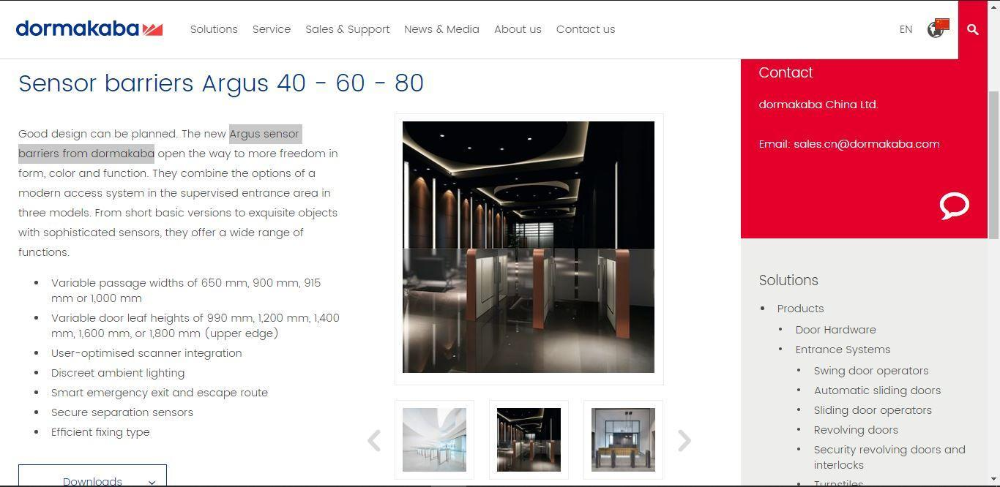 dormakaba
Solutions
Service
Sales & Support
News & Media
About us
Contact us
EN
Sensor barriers Argus 40 - 60 - 80
Good design can be planned. The new Argus sensor
barriers from dormakaba open the way to more freedom in
form, color and function. They combine the options of a
modern access system in the supervised entrance area in
three models. From short basic versions to exquisite objects
with sophisticated sensors, they offer a wide range of
functions.
Variable passage widths of 650 mm, 900 mm, 915
mm or 1,000 mm
Variable door leaf heights of 990 mm, 1,200 mm, 1,400
mm, 1,600 mm, or 1,800 mm (upper edge)
User-optimised scanner integration
Discreet ambient lighting
Smart emergency exit and escape route
Secure separation sensors
Efficient fixing type
Downloads
Contact
dormakaba China Ltd.
Email: sales.cn@dormakaba.com
Solutions
Products
Door Hardware
Entrance Systems
Swing door operators
Automatic sliding doors
Sliding door operators
Revolving doors
Security revolving doors and
interlocks
Turnstiles